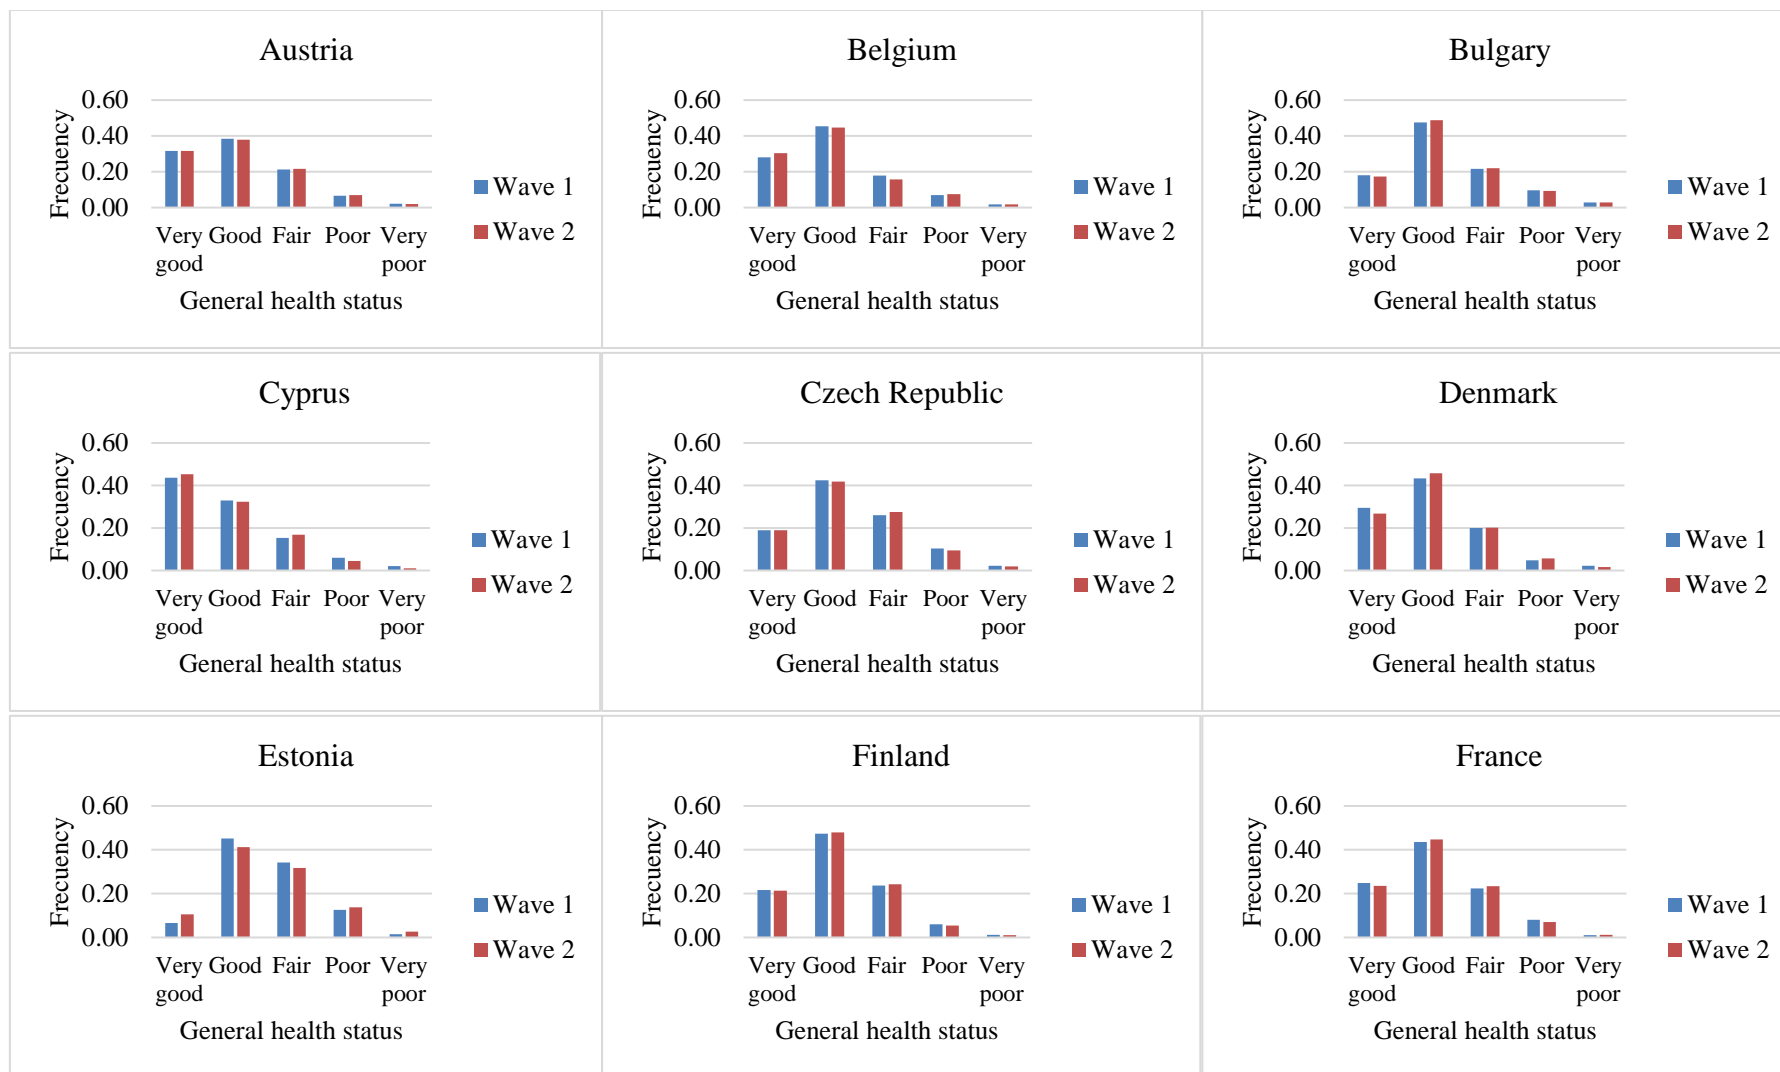 Austria
0.60
0.40
0.20
0.00
Frecuency
Very good
Good
Fair
Poor
Very poor
General health status
Wave 1
Wave 2
Belgium
0.60
0.40
0.20
0.00
Frecuency
Very good
Good
Fair
Poor
Very poor
General health status
Wave 1
Wave 2
Bulgary
0.60
0.40
0.20
0.00
Frecuency
Very good
Good
Fair
Poor
Very poor
General health status
Wave 1
Wave 2
Cyprus
0.60
0.40
0.20
0.00
Frecuency
Very good
Good
Fair
Poor
Very poor
General health status
Wave 1
Wave 2
Czech Republic
0.60
0.40
0.20
0.00
Frecuency
Very good
Good
Fair
Poor
Very poor
General health status
Wave 1
Wave 2
Denmark
0.60
0.40
0.20
0.00
Frecuency
Very good
Good
Fair
Poor
Very poor
General health status
Wave 1
Wave 2
Estonia
0.60
0.40
0.20
0.00
Frecuency
Very good
Good
Fair
Poor
Very poor
General health status
Wave 1
Wave 2
Finland
0.60
0.40
0.20
0.00
Frecuency
Very good
Good
Fair
Poor
Very poor
General health status
Wave 1
Wave 2
France
0.60
0.40
0.20
0.00
Frecuency
Very good
Good
Fair
Poor
Very poor
General health status
Wave 1
Wave 2